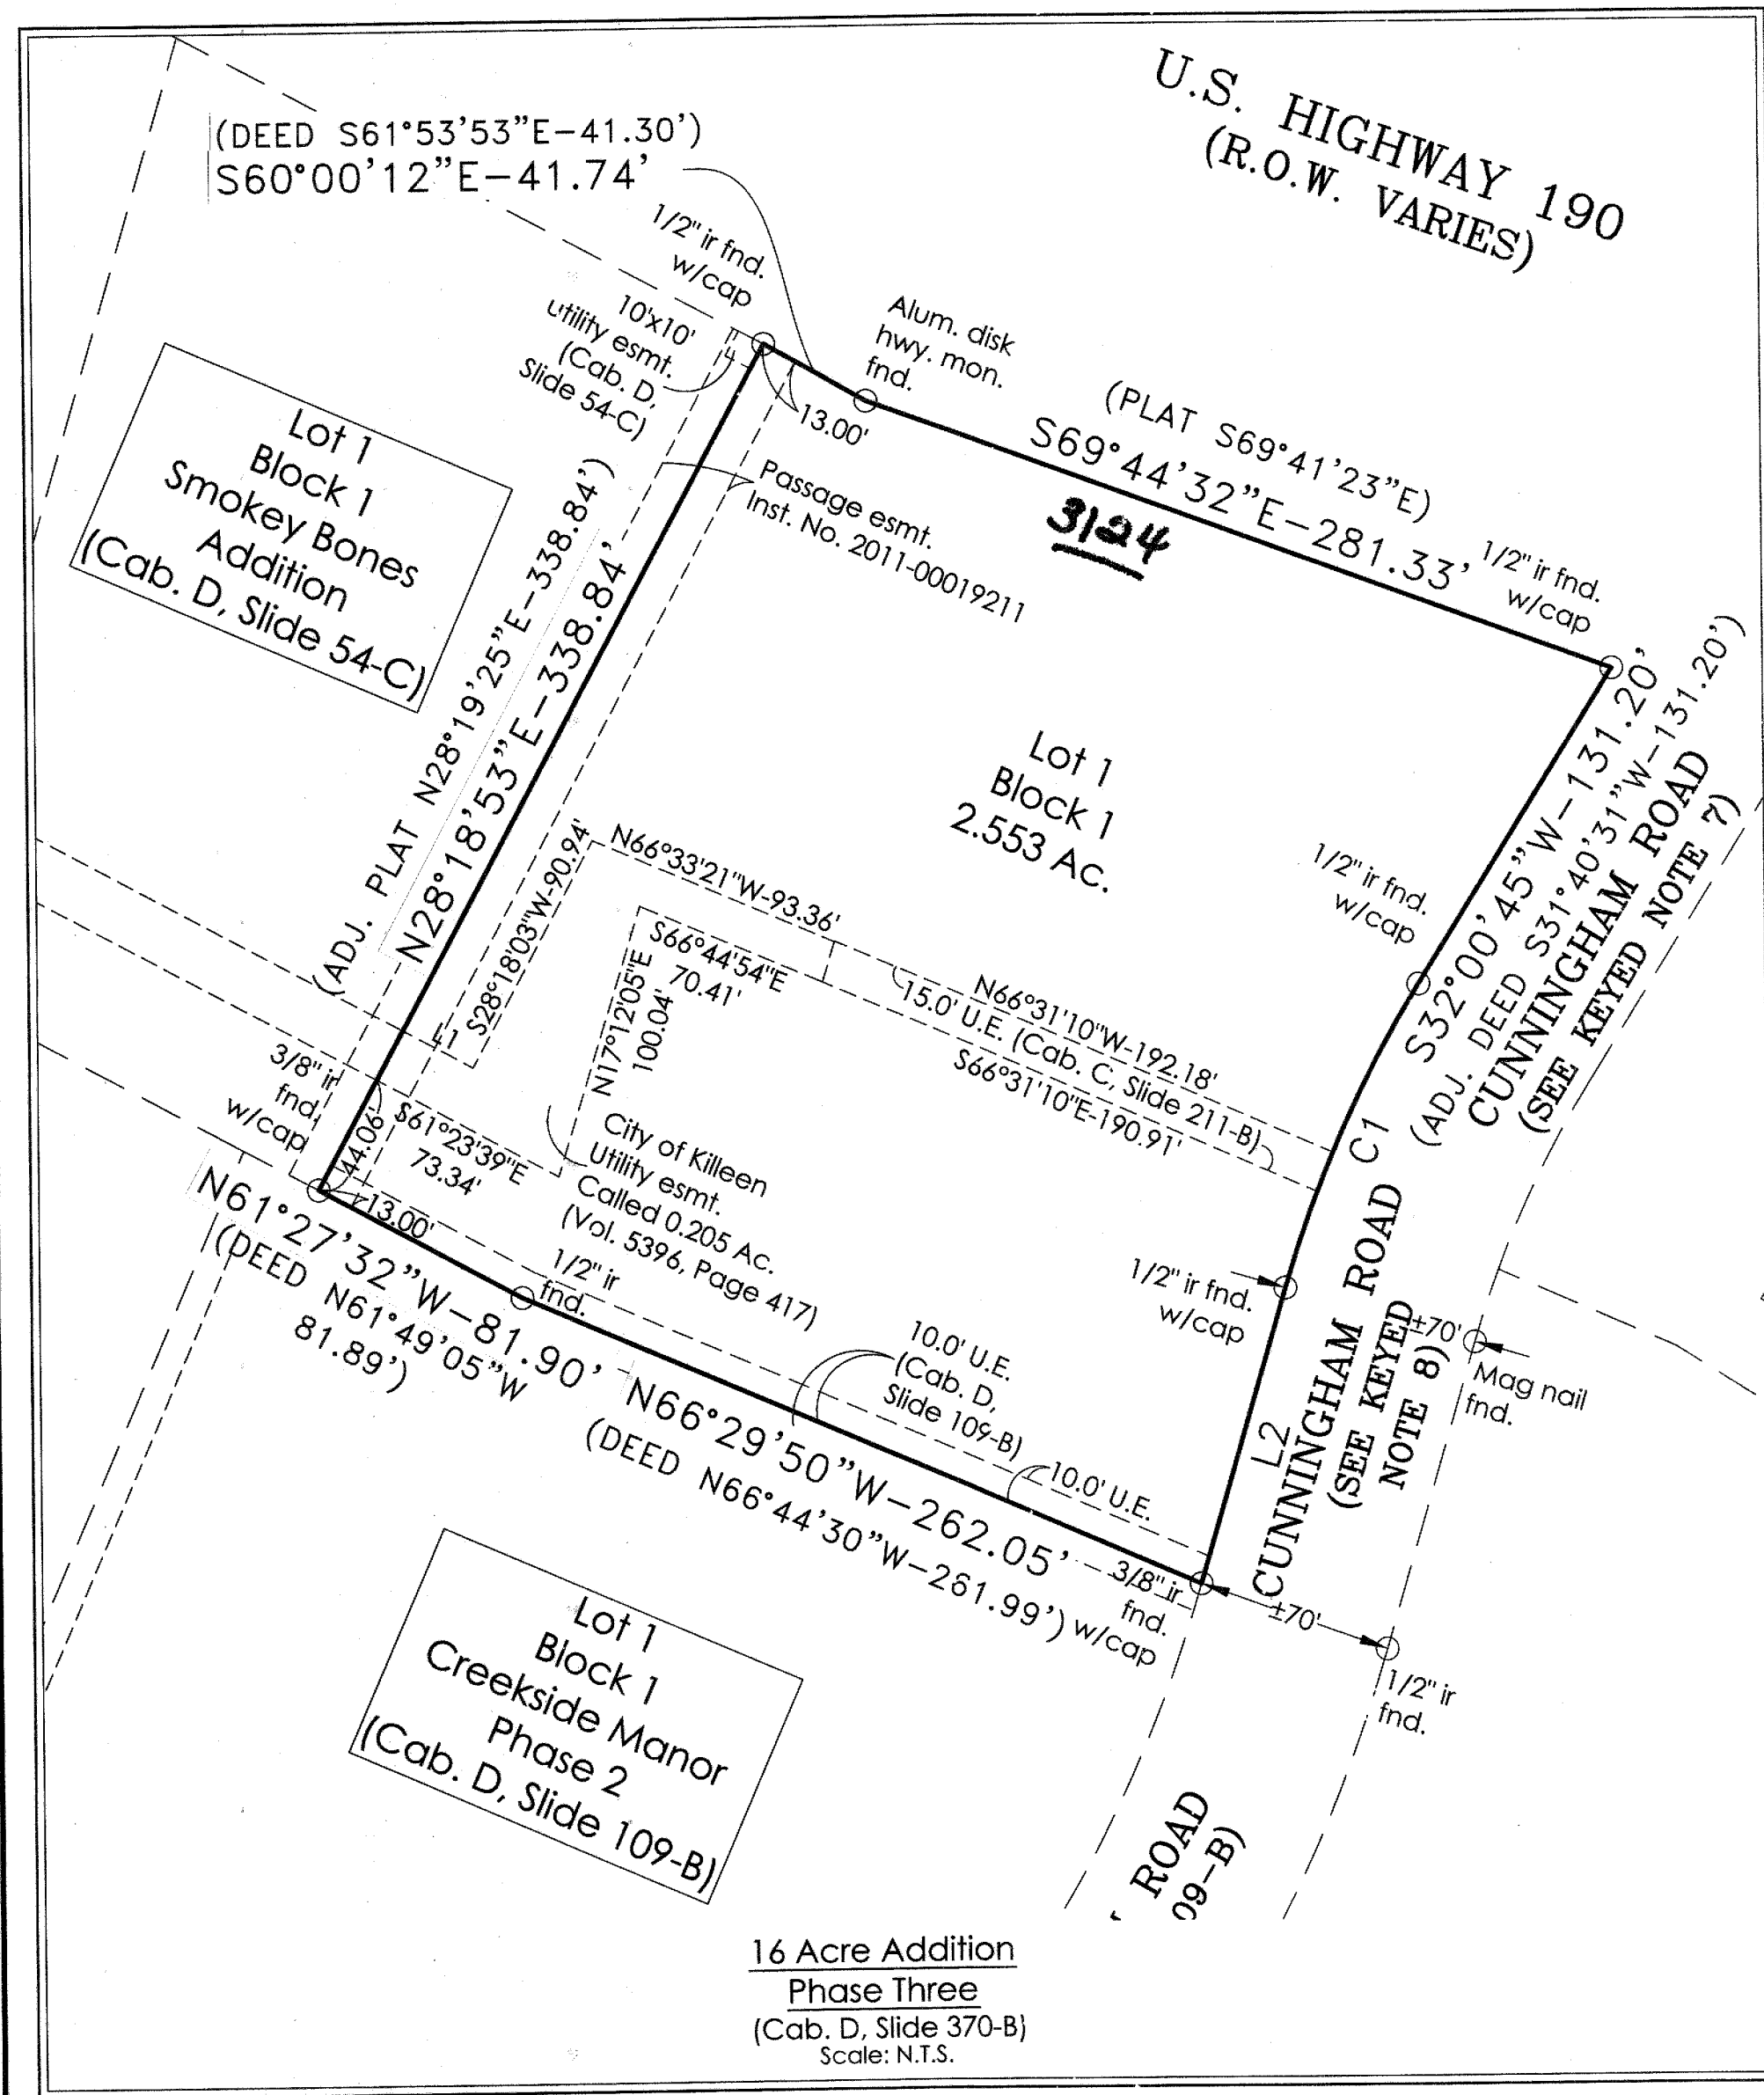 U.S. HIGHWAY 190
(R.O.W. VARIES)
(DEED S61°53'53"E-41.30')
S60°00'12"E-41.74'
1/2" ir fnd.
w/cap
10'x10'
utility esmt.
(Cab. D,
Slide 54-C)
Alum. disk
hwy. mon.
fnd.
13.00'
(PLAT S69°41'23"E)
S69°44'32"E-281.33'
3124
1/2" ir fnd.
w/cap
Passage esmt.
Inst. No. 2011-00019211
Lot 1
Block 1
Smokey Bones
Addition
(Cab. D, Slide 54-C)
(ADJ. PLAT N28°19'25"E-338.84')
N28°18'53"E-338.84'
Lot 1
Block 1
2.553 Ac.
S32°00'45"W-131.20'
(ADJ. DEED S31°40'31"W-131.20')
CUNNINGHAM ROAD
(SEE KEYED NOTE 7)
1/2" ir fnd.
w/cap
N66°33'21"W-93.36'
S28°18'03"W-90.94'
S66°44'54"E
70.41'
N17°12'05"E
100.04'
N66°31'10"W-192.18'
15.0' U.E. (Cab. C, Slide 211-B)
S66°31'10"E-190.91'
L1
C1
3/8" ir
fnd.
w/cap
44.06'
S61°23'39"E
73.34'
13.00'
City of Killeen
Utility esmt.
Called 0.205 Ac.
(Vol. 5396, Page 417)
1/2" ir
fnd.
N61°27'32"W-81.90'
(DEED N61°49'05"W
81.89')
1/2" ir fnd.
w/cap
CUNNINGHAM ROAD
(SEE KEYED
NOTE 8)
L2
±70'
Mag nail
fnd.
10.0' U.E.
(Cab. D,
Slide 109-B)
10.0' U.E.
N66°29'50"W-262.05'
(DEED N66°44'30"W-261.99')
3/8" ir
fnd.
w/cap
±70'
1/2" ir
fnd.
Lot 1
Block 1
Creekside Manor
Phase 2
(Cab. D, Slide 109-B)
ROAD
09-B)
16 Acre Addition
Phase Three
(Cab. D, Slide 370-B)
Scale: N.T.S.